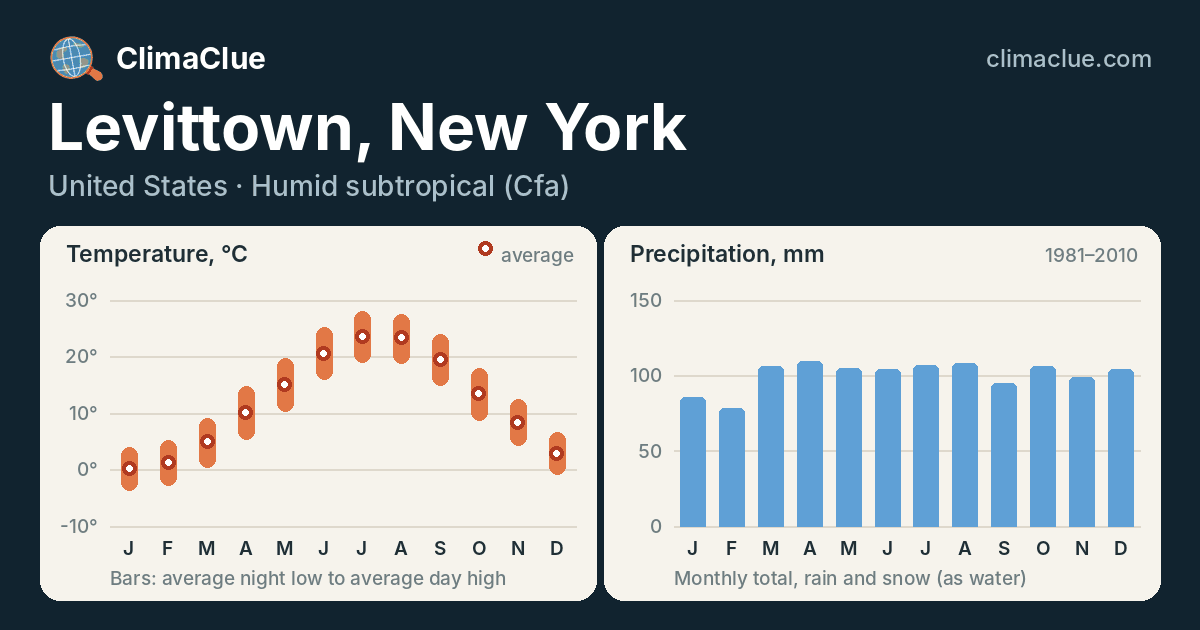 ClimaClue
climaclue.com
Levittown, New York
United States · Humid subtropical (Cfa)
Temperature, °C
average
30°
20°
10°
0°
-10°
J F M A M J J A S O N D
Bars: average night low to average day high
Precipitation, mm
1981–2010
150
100
50
0
J F M A M J J A S O N D
Monthly total, rain and snow (as water)